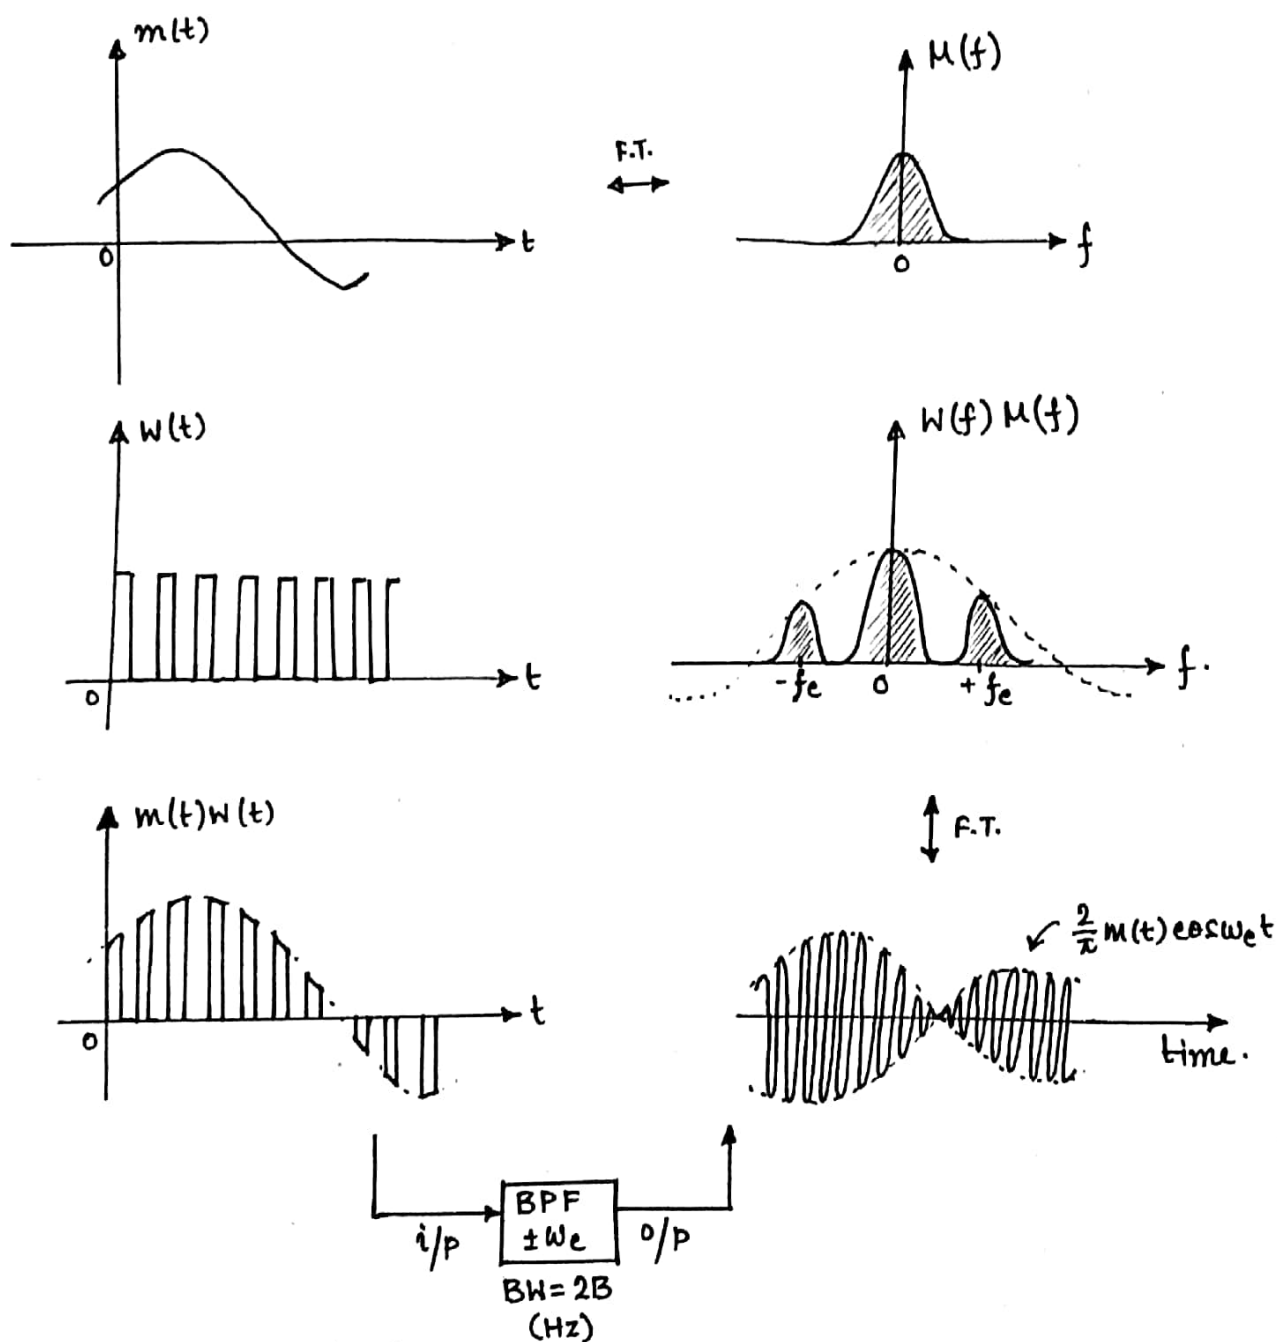 m(t)
M(f)
F.T.
0
t
0
f
W(t)
W(f) M(f)
0
t
-fc
0
+fc
f.
m(t)W(t)
F.T.
2/π m(t) cosωct
0
t
time.
i/p
BPF
±ωc
o/p
BW=2B
(Hz)